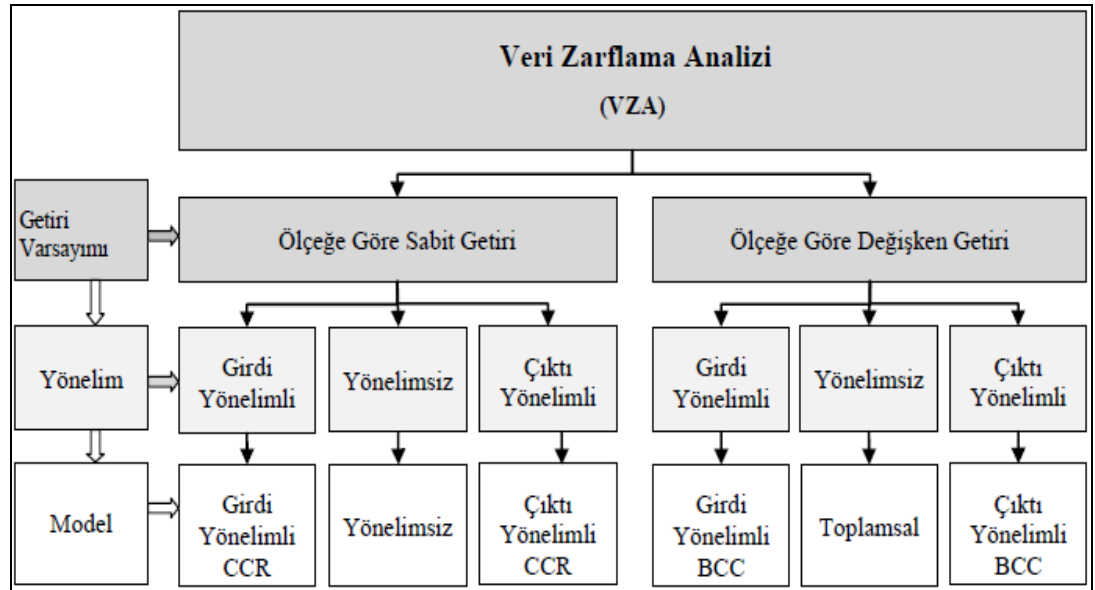 Veri Zarflama Analizi
(VZA)
Getiri
Varsayımı
Ölçeğe Göre Sabit Getiri
Ölçeğe Göre Değişken Getiri
Yönelim
Girdi
Yönelimli
Yönelimsiz
Çıktı
Yönelimli
Girdi
Yönelimli
Yönelimsiz
Çıktı
Yönelimli
Model
Girdi
Yönelimli
CCR
Yönelimsiz
Çıktı
Yönelimli
CCR
Girdi
Yönelimli
BCC
Toplamsal
Çıktı
Yönelimli
BCC